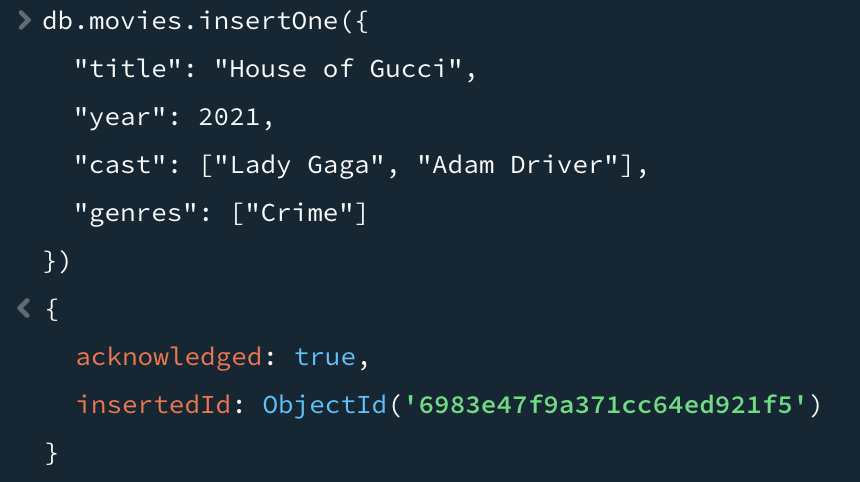 db.movies.insertOne({
"title": "House of Gucci",
"year": 2021,
"cast": ["Lady Gaga", "Adam Driver"],
"genres": ["Crime"]
})
{
acknowledged: true,
insertedId: ObjectId('6983e47f9a371cc64ed921f5')
}